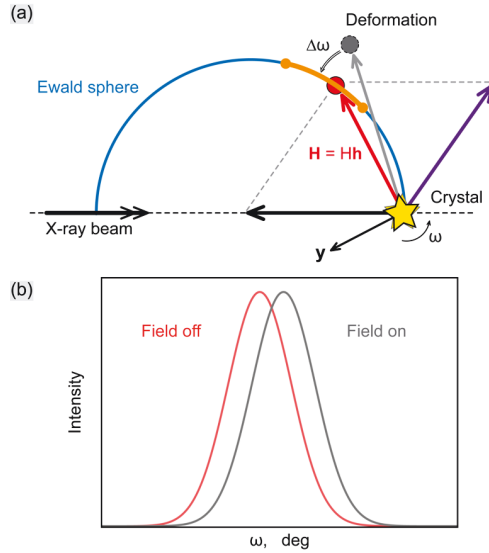 (a)
Deformation
Δω
Ewald sphere
H = Hh
Crystal
X-ray beam
ω
y
(b)
Field off
Field on
Intensity
ω, deg